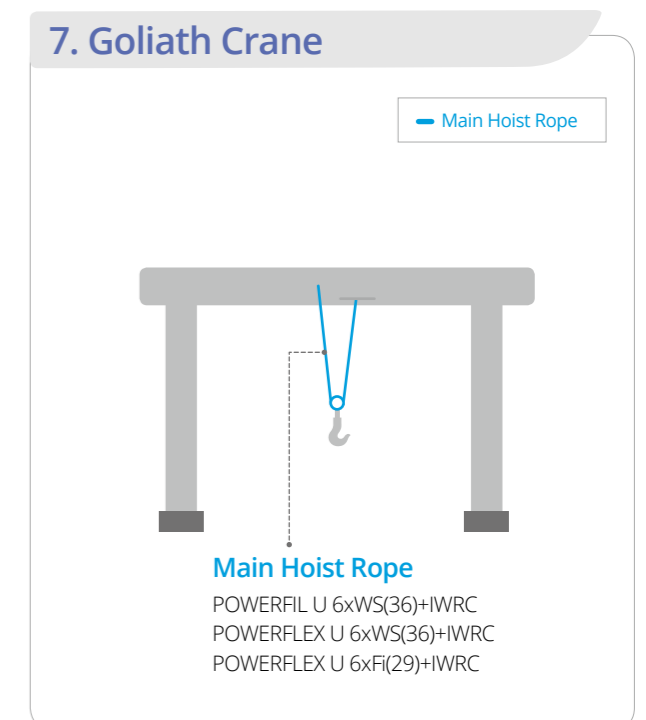 7. Goliath Crane
Main Hoist Rope
Main Hoist Rope
POWERFIL U 6xWS(36)+IWRC
POWERFLEX U 6xWS(36)+IWRC
POWERFLEX U 6xFi(29)+IWRC